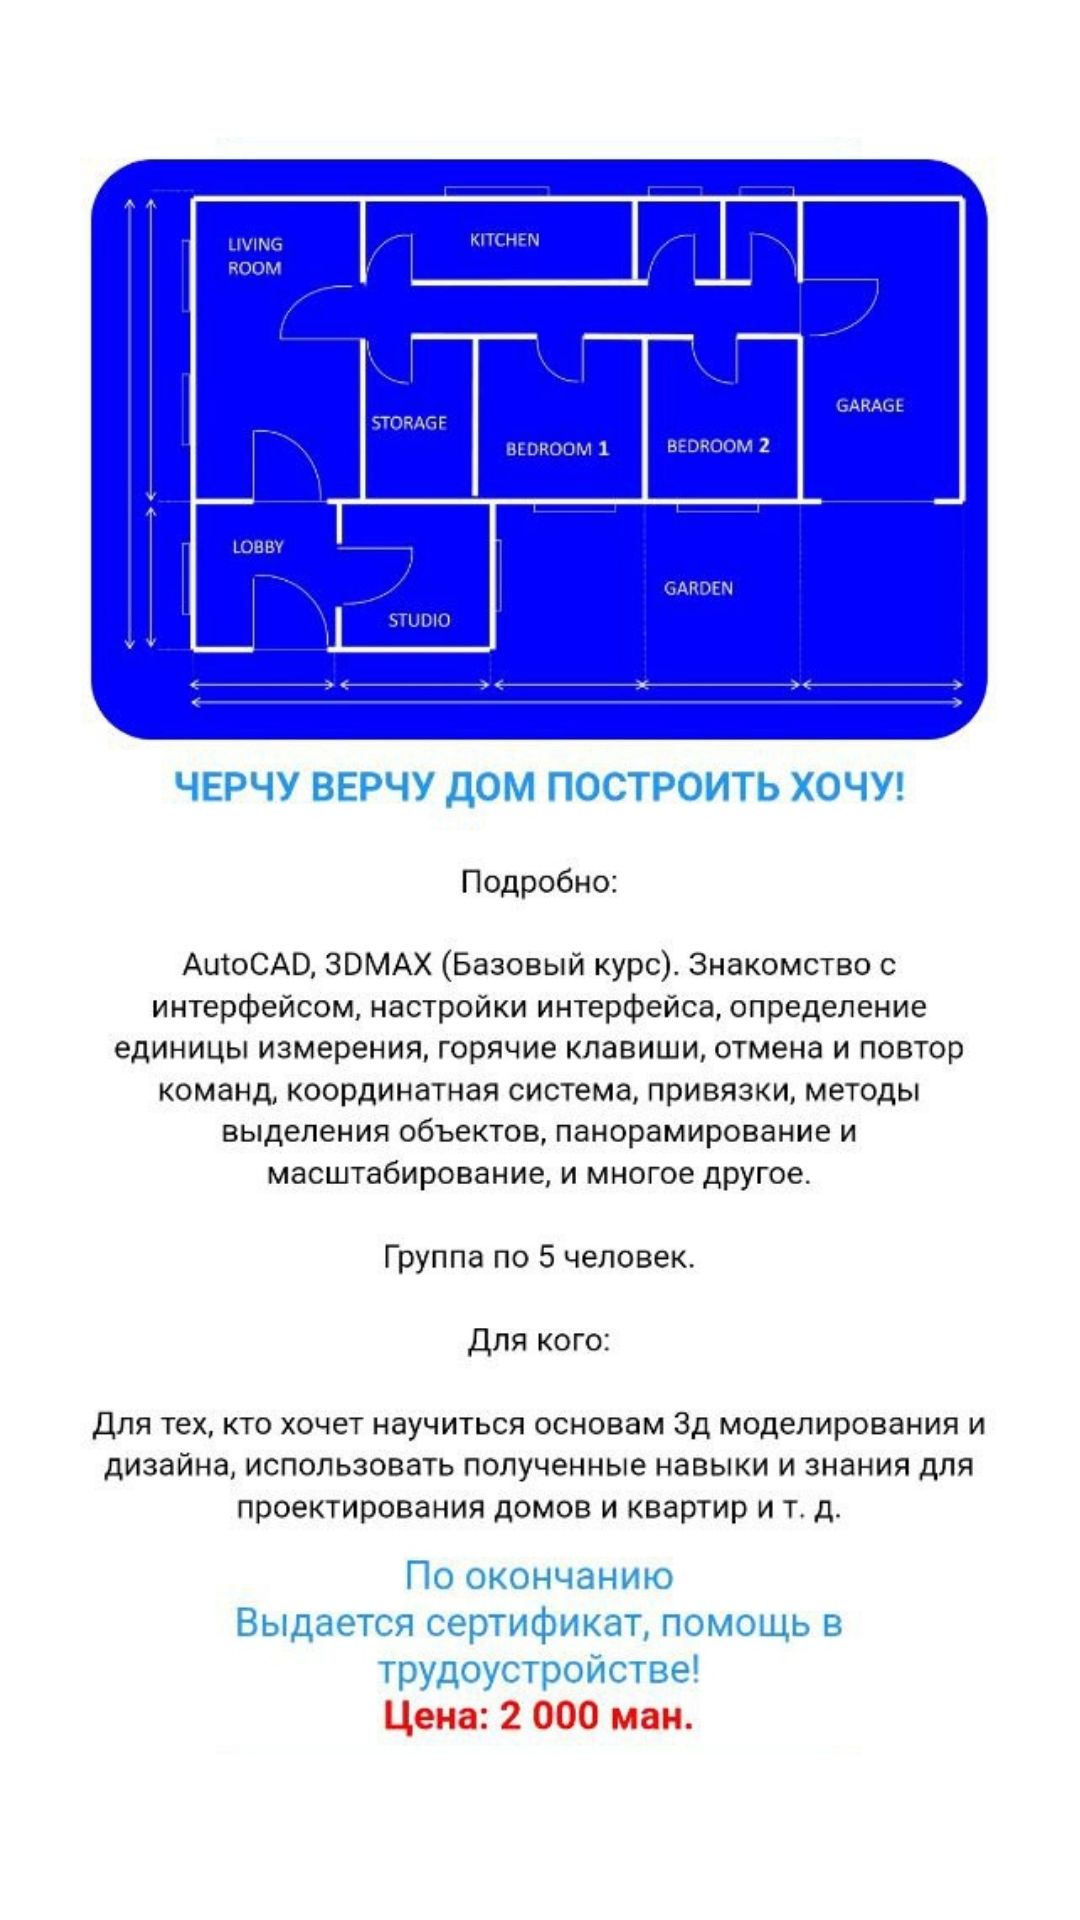 LIVING
ROOM
KITCHEN
STORAGE
BEDROOM 1
BEDROOM 2
GARAGE
LOBBY
STUDIO
GARDEN
ЧЕРЧУ ВЕРЧУ ДОМ ПОСТРОИТЬ ХОЧУ!
Подробно:
AutoCAD, 3DMAX (Базовый курс). Знакомство с
интерфейсом, настройки интерфейса, определение
единицы измерения, горячие клавиши, отмена и повтор
команд, координатная система, привязки, методы
выделения объектов, панорамирование и
масштабирование, и многое другое.
Группа по 5 человек.
Для кого:
Для тех, кто хочет научиться основам 3д моделирования и
дизайна, использовать полученные навыки и знания для
проектирования домов и квартир и т. д.
По окончанию
Выдается сертификат, помощь в
трудоустройстве!
Цена: 2 000 ман.